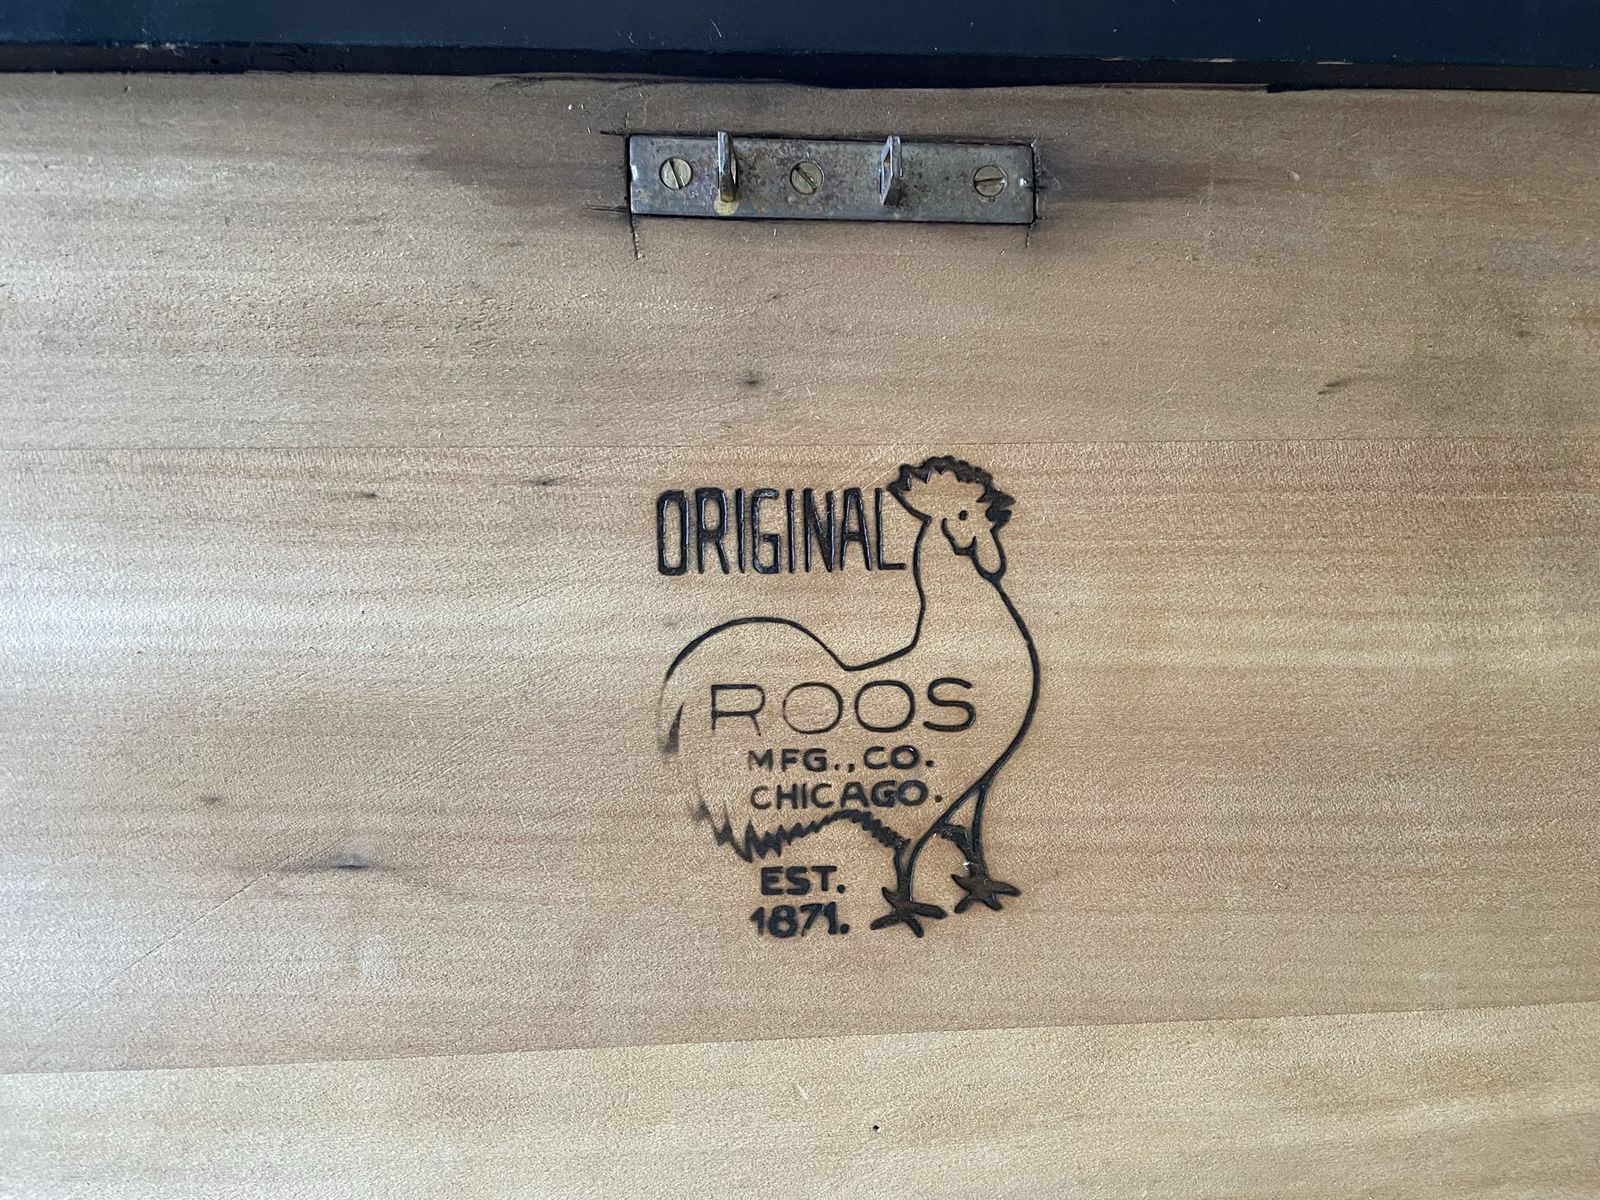 ORIGINAL
ROOS
MFG., CO.
CHICAGO.
EST.
1871.